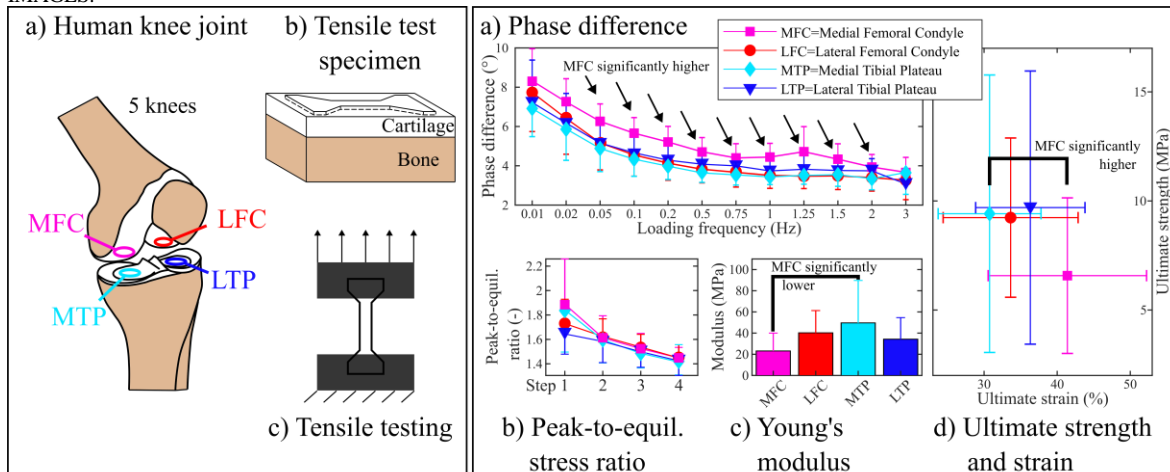 IMAGES:
a) Human knee joint
b) Tensile test
specimen
5 knees
Cartilage
Bone
MFC
LFC
LTP
MTP
c) Tensile testing
a) Phase difference
MFC=Medial Femoral Condyle
LFC=Lateral Femoral Condyle
MTP=Medial Tibial Plateau
LTP=Lateral Tibial Plateau
Phase difference (°)
10
8
6
4
2
MFC significantly higher
0.01 0.02 0.05 0.1 0.2 0.5 0.75 1 1.25 1.5 2 3
Loading frequency (Hz)
Peak-to-equil.
ratio (-)
2.2
2
1.8
1.6
1.4
Step 1 2 3 4
b) Peak-to-equil.
stress ratio
Modulus (MPa)
100
80
60
40
20
0
MFC significantly
lower
MFC LFC MTP LTP
c) Young's
modulus
MFC significantly
higher
15
10
5
Ultimate strength (MPa)
30 40 50
Ultimate strain (%)
d) Ultimate strength
and strain